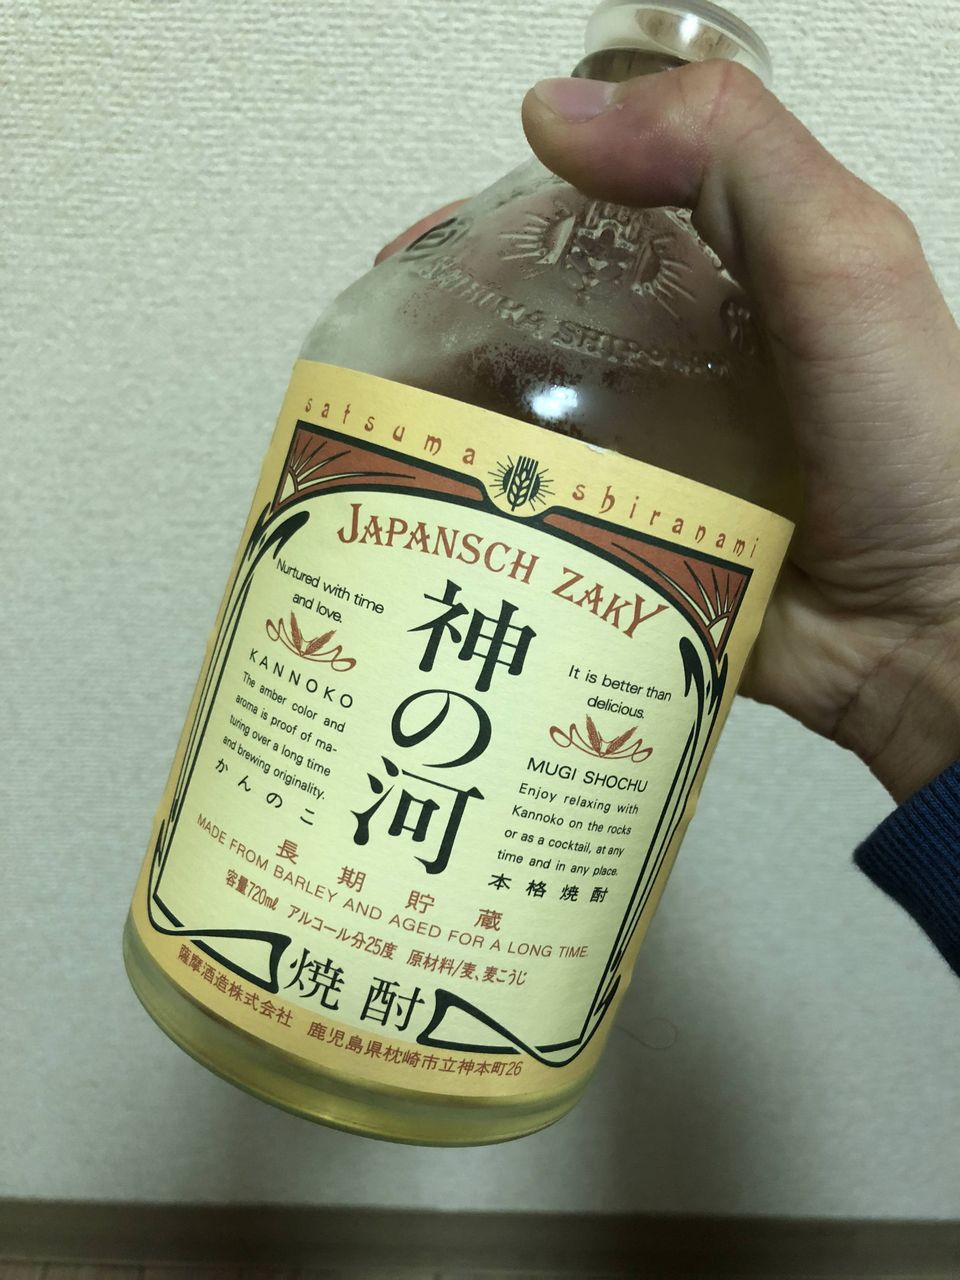 satsuma shiranami
JAPANSCH ZAKY
Nurtured with time
and love.
KANNOKO
The amber color and
aroma is proof of ma-
turing over a long time
and brewing originality.
かんのこ
神の河
It is better than
delicious.
MUGI SHOCHU
Enjoy relaxing with
Kannoko on the rocks
or as a cocktail, at any
time and in any place.
本格焼酎
長期貯蔵
MADE FROM BARLEY AND AGED FOR A LONG TIME.
容量720ml アルコール分25度 原材料/麦、麦こうじ
焼酎
薩摩酒造株式会社 鹿児島県枕崎市立神本町26